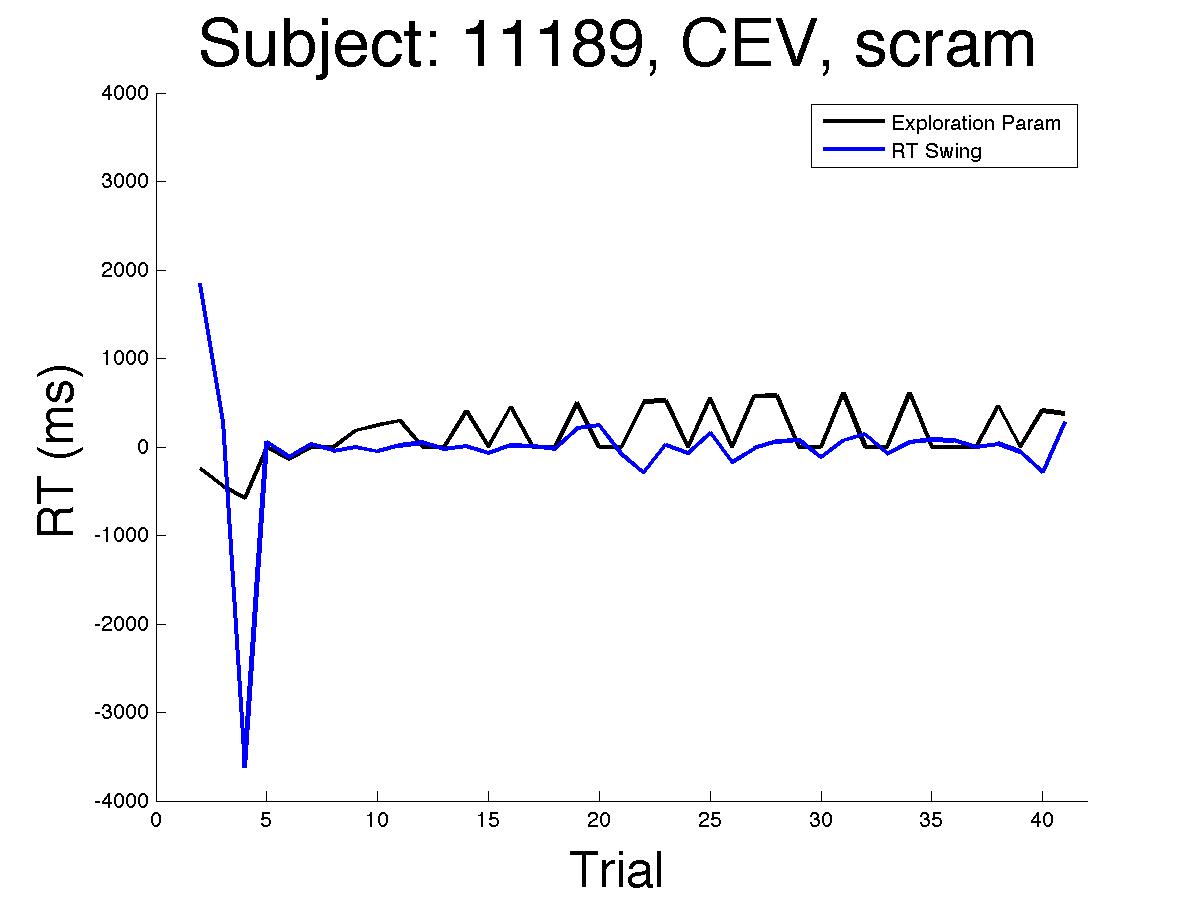 Subject: 11189, CEV, scram
4000
3000
2000
1000
0
-1000
-2000
-3000
-4000
RT (ms)
Exploration Param
RT Swing
0 5 10 15 20 25 30 35 40
Trial